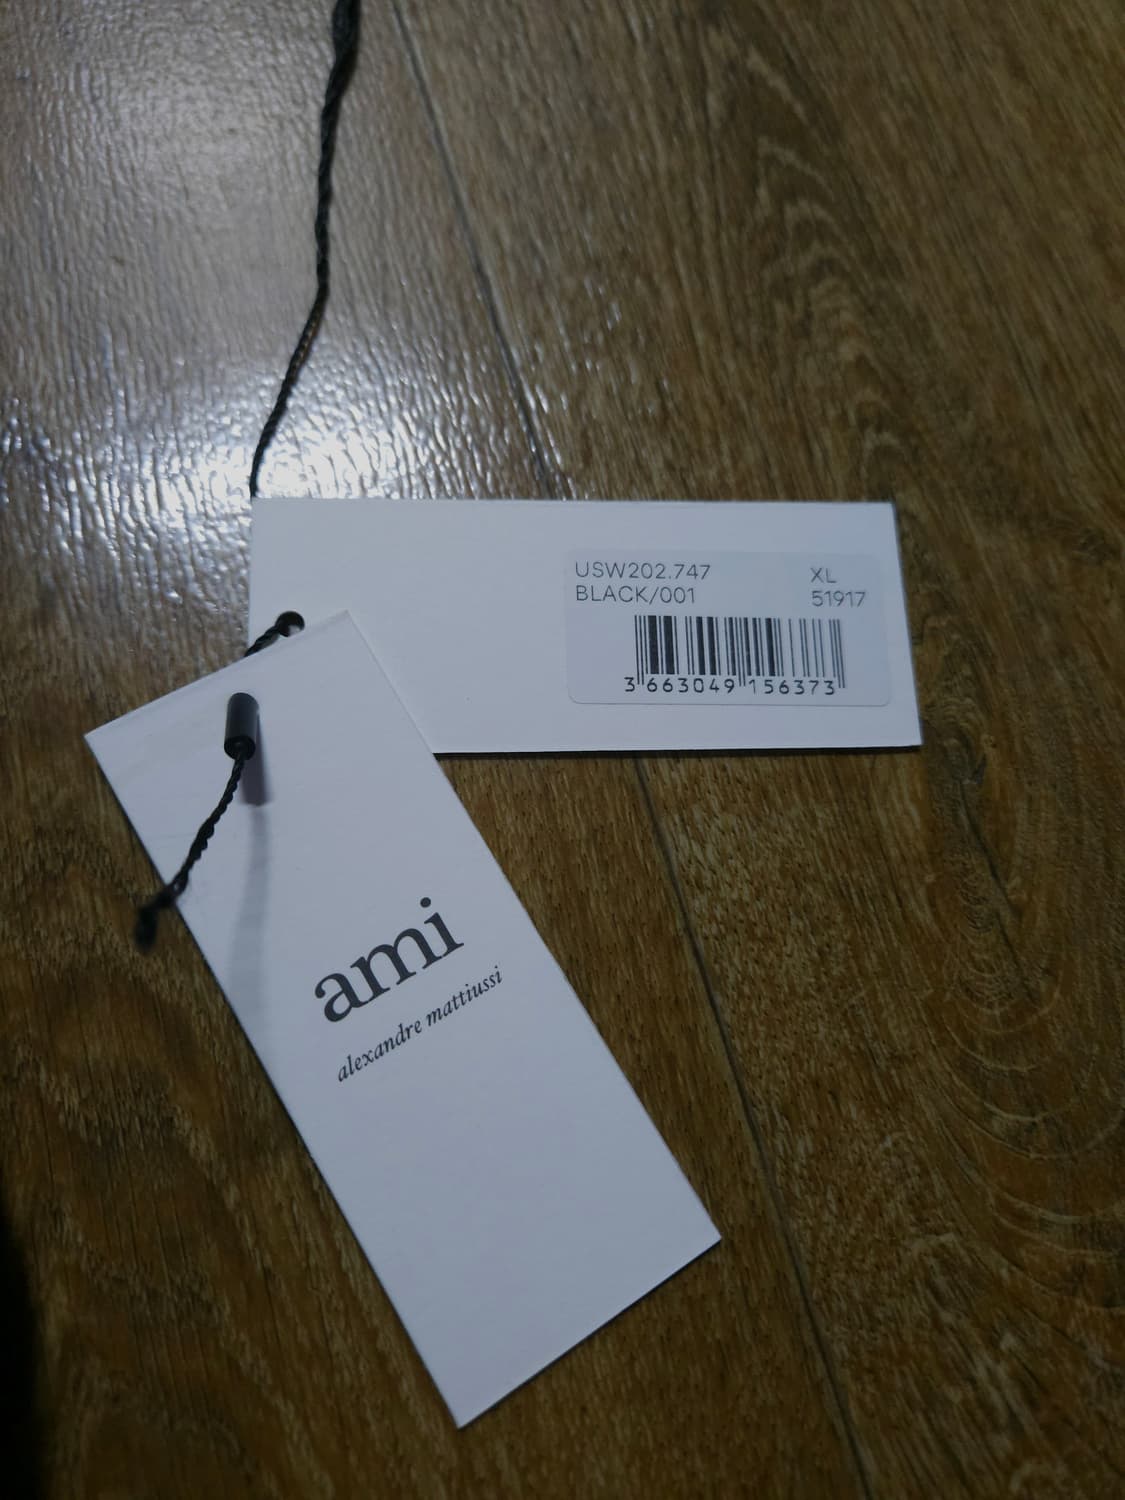 USW202.747 XL
BLACK/001 51917
3 663049 156373
ami
alexandre mattiussi